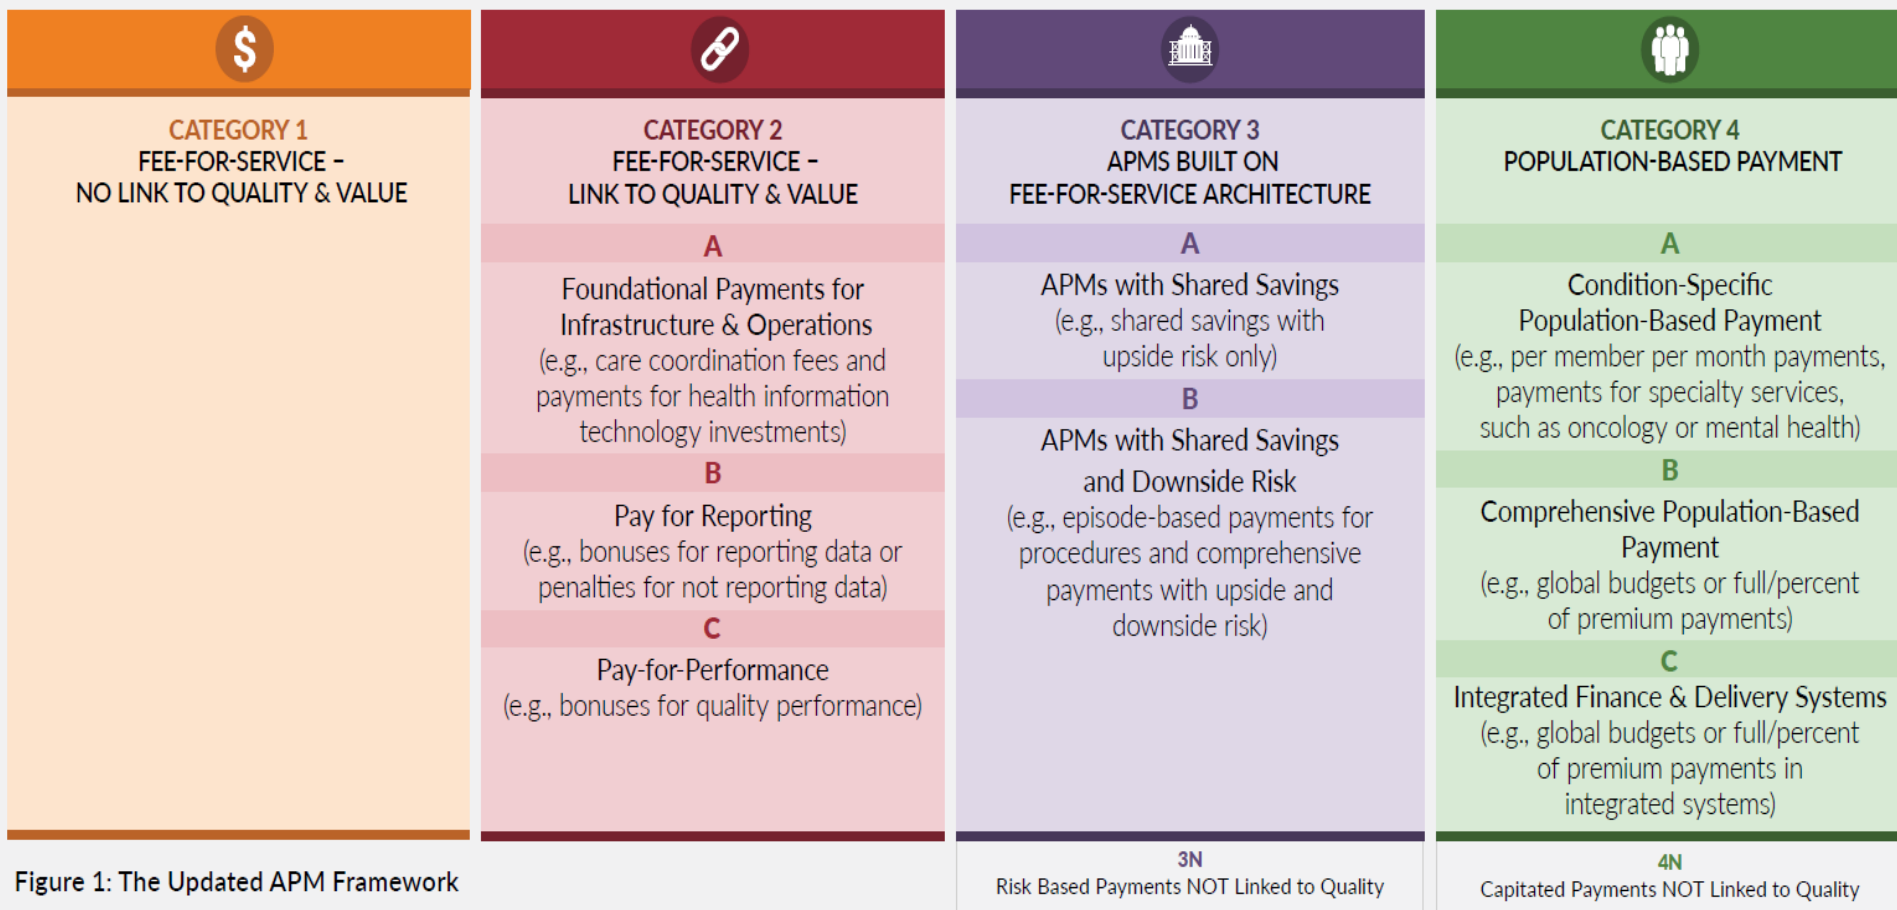 $
CATEGORY 1
FEE-FOR-SERVICE –
NO LINK TO QUALITY & VALUE
CATEGORY 2
FEE-FOR-SERVICE –
LINK TO QUALITY & VALUE
A
Foundational Payments for
Infrastructure & Operations
(e.g., care coordination fees and
payments for health information
technology investments)
B
Pay for Reporting
(e.g., bonuses for reporting data or
penalties for not reporting data)
C
Pay-for-Performance
(e.g., bonuses for quality performance)
CATEGORY 3
APMS BUILT ON
FEE-FOR-SERVICE ARCHITECTURE
A
APMs with Shared Savings
(e.g., shared savings with
upside risk only)
B
APMs with Shared Savings
and Downside Risk
(e.g., episode-based payments for
procedures and comprehensive
payments with upside and
downside risk)
3N
Risk Based Payments NOT Linked to Quality
CATEGORY 4
POPULATION-BASED PAYMENT
A
Condition-Specific
Population-Based Payment
(e.g., per member per month payments,
payments for specialty services,
such as oncology or mental health)
B
Comprehensive Population-Based
Payment
(e.g., global budgets or full/percent
of premium payments)
C
Integrated Finance & Delivery Systems
(e.g., global budgets or full/percent
of premium payments in
integrated systems)
4N
Capitated Payments NOT Linked to Quality
Figure 1: The Updated APM Framework